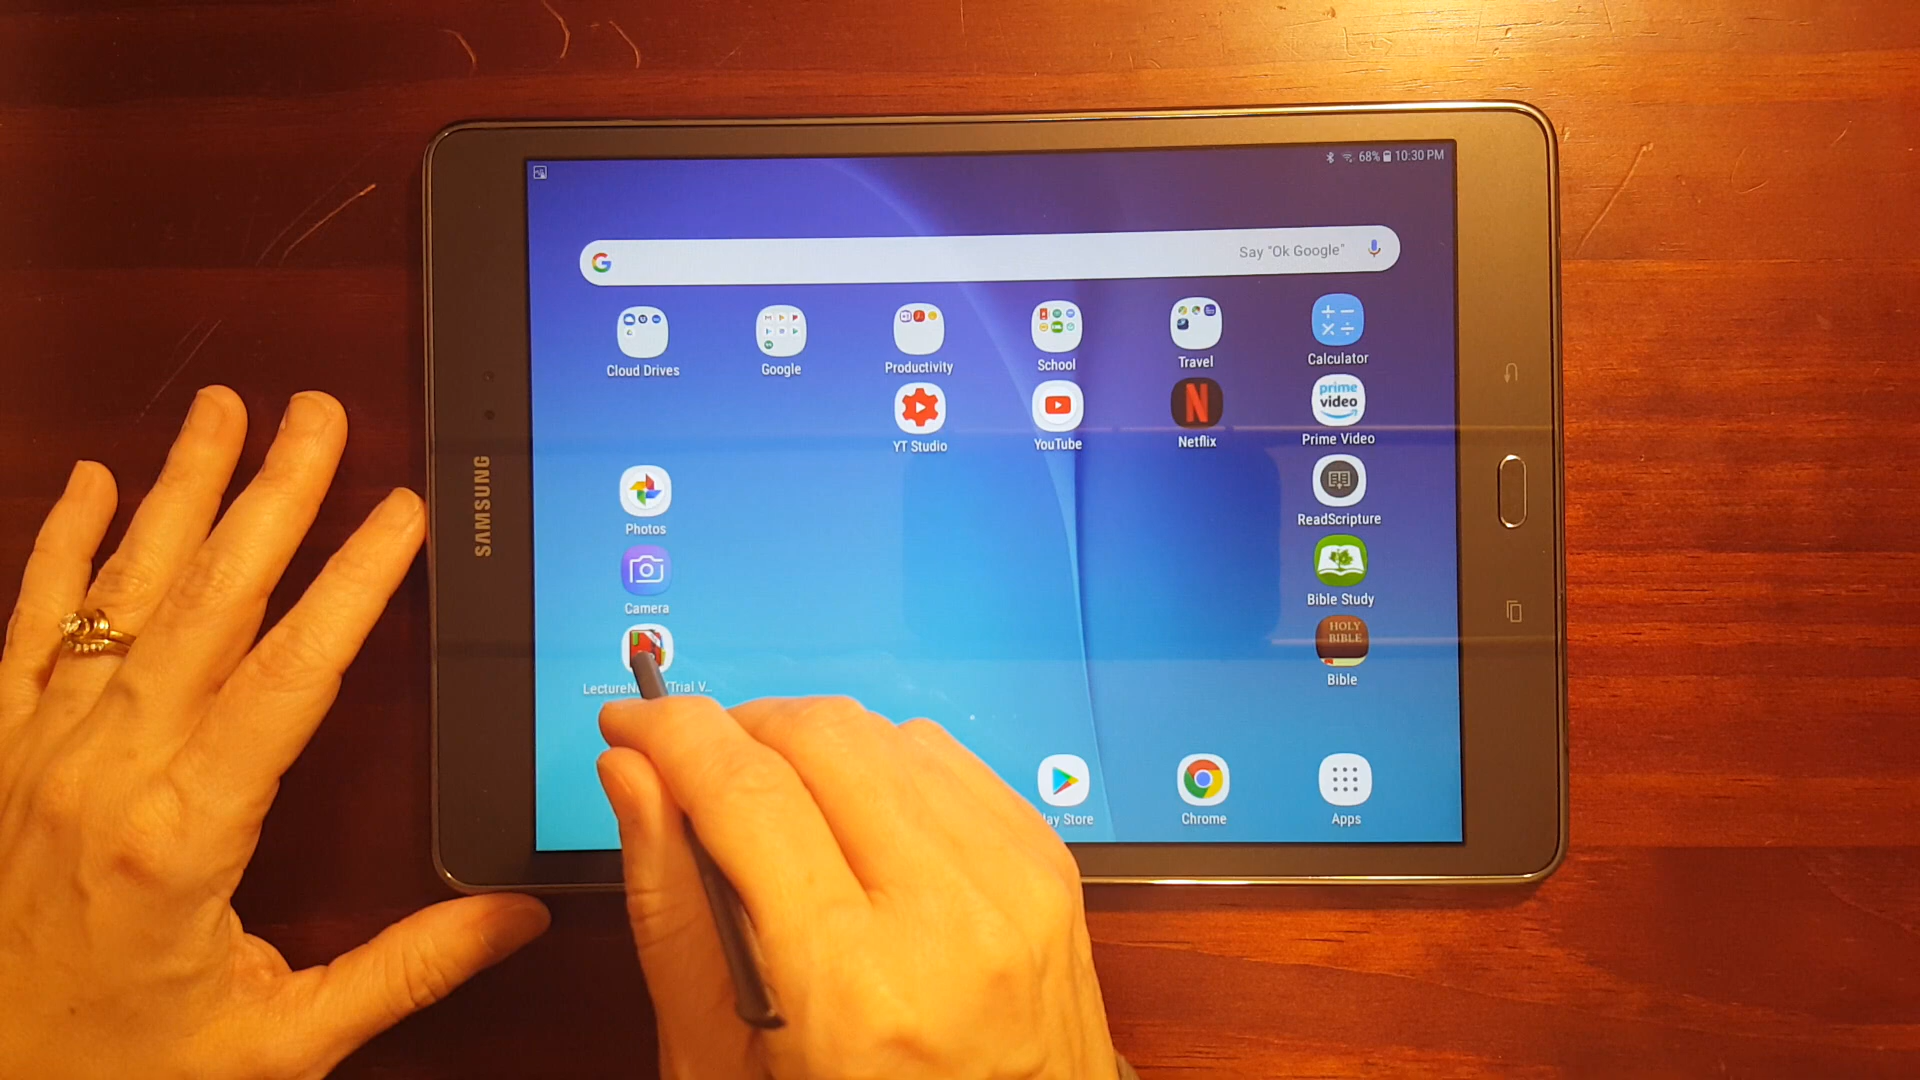 68% 10:30 PM
Say "Ok Google"
Cloud Drives
Google
Productivity
School
Travel
Calculator
YT Studio
YouTube
Netflix
prime video
Prime Video
SAMSUNG
Photos
ReadScripture
Camera
Bible Study
HOLY BIBLE
Bible
LectureN Trial V...
lay Store
Chrome
Apps